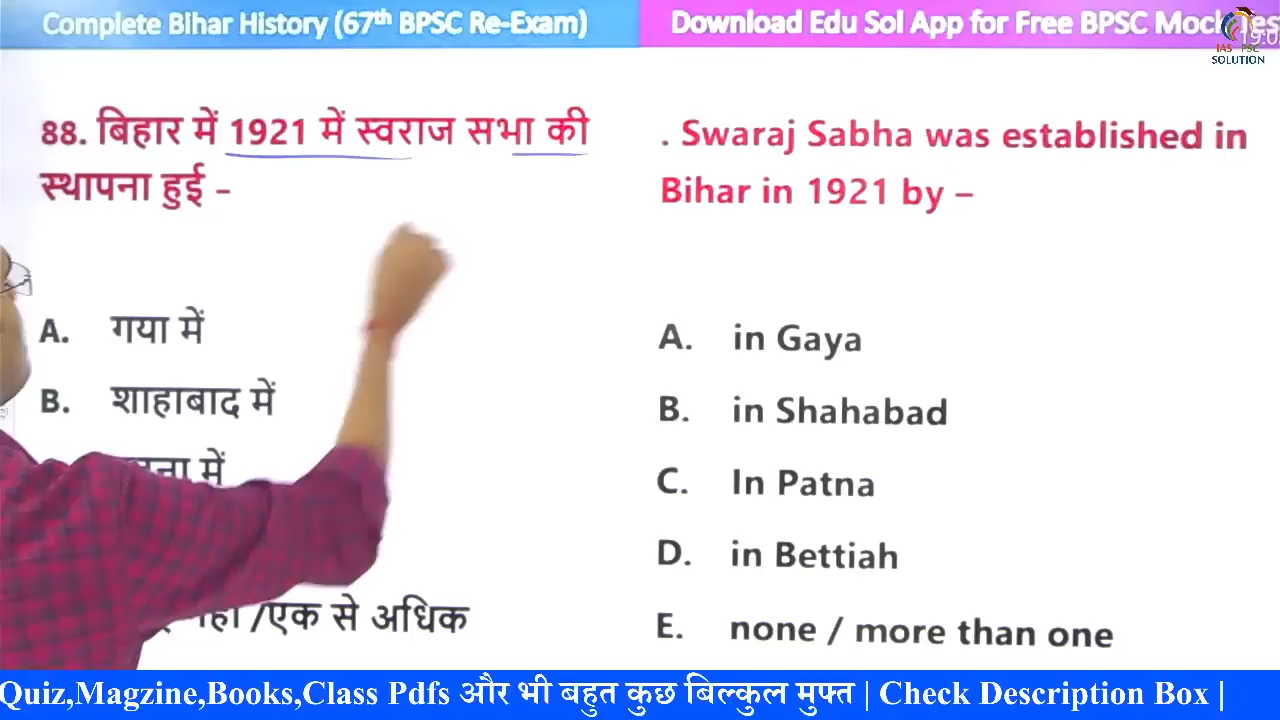 Complete Bihar History (67th BPSC Re-Exam)
Download Edu Sol App for Free BPSC Mock
IAS PSC
SOLUTION
88. बिहार में 1921 में स्वराज सभा की
स्थापना हुई –
A. गया में
B. शाहाबाद में
में
/एक से अधिक
. Swaraj Sabha was established in
Bihar in 1921 by –
A. in Gaya
B. in Shahabad
C. In Patna
D. in Bettiah
E. none / more than one
Quiz,Magzine,Books,Class Pdfs और भी बहुत कुछ बिल्कुल मुफ्त | Check Description Box |